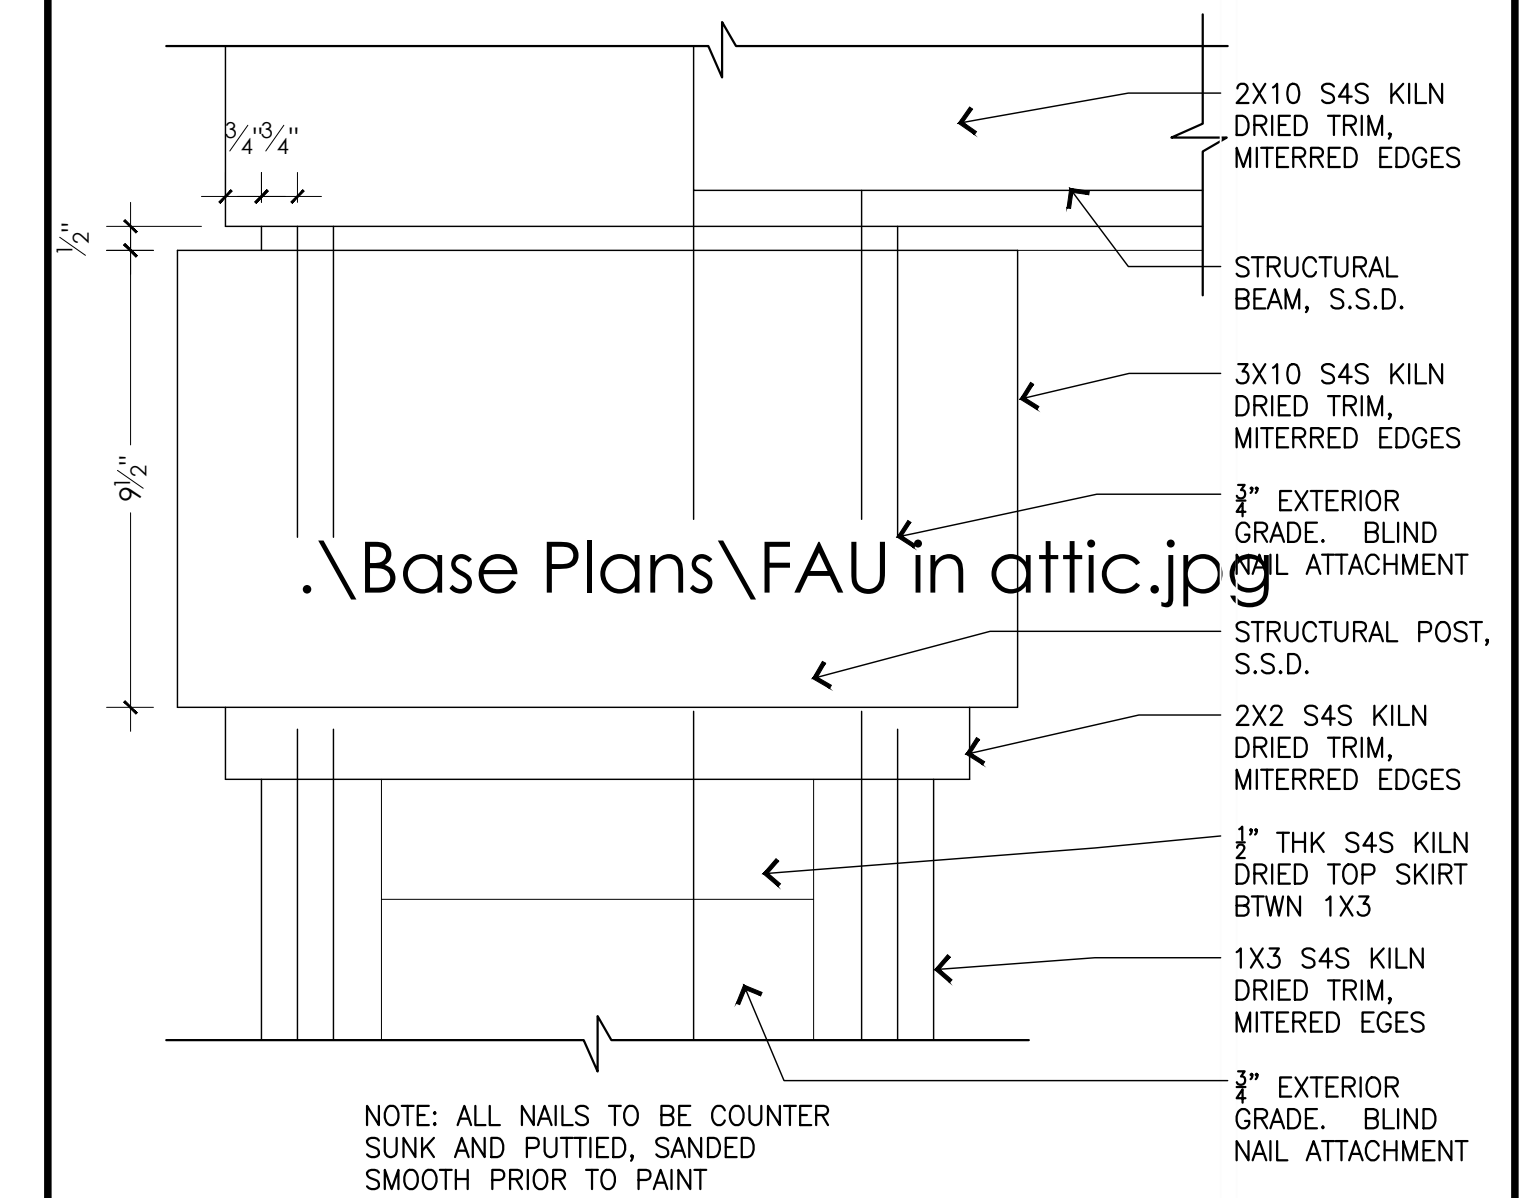 2X10 S4S KILN
DRIED TRIM,
MITERRED EDGES
3/4" 3/4"
1/2"
STRUCTURAL
BEAM, S.S.D.
3X10 S4S KILN
DRIED TRIM,
MITERRED EDGES
9 1/2"
3/4" EXTERIOR
GRADE. BLIND
NAIL ATTACHMENT
.\Base Plans\FAU in attic.jpg
STRUCTURAL POST,
S.S.D.
2X2 S4S KILN
DRIED TRIM,
MITERRED EDGES
1/2" THK S4S KILN
DRIED TOP SKIRT
BTWN 1X3
1X3 S4S KILN
DRIED TRIM,
MITERED EGES
3/4" EXTERIOR
GRADE. BLIND
NAIL ATTACHMENT
NOTE: ALL NAILS TO BE COUNTER
SUNK AND PUTTIED, SANDED
SMOOTH PRIOR TO PAINT